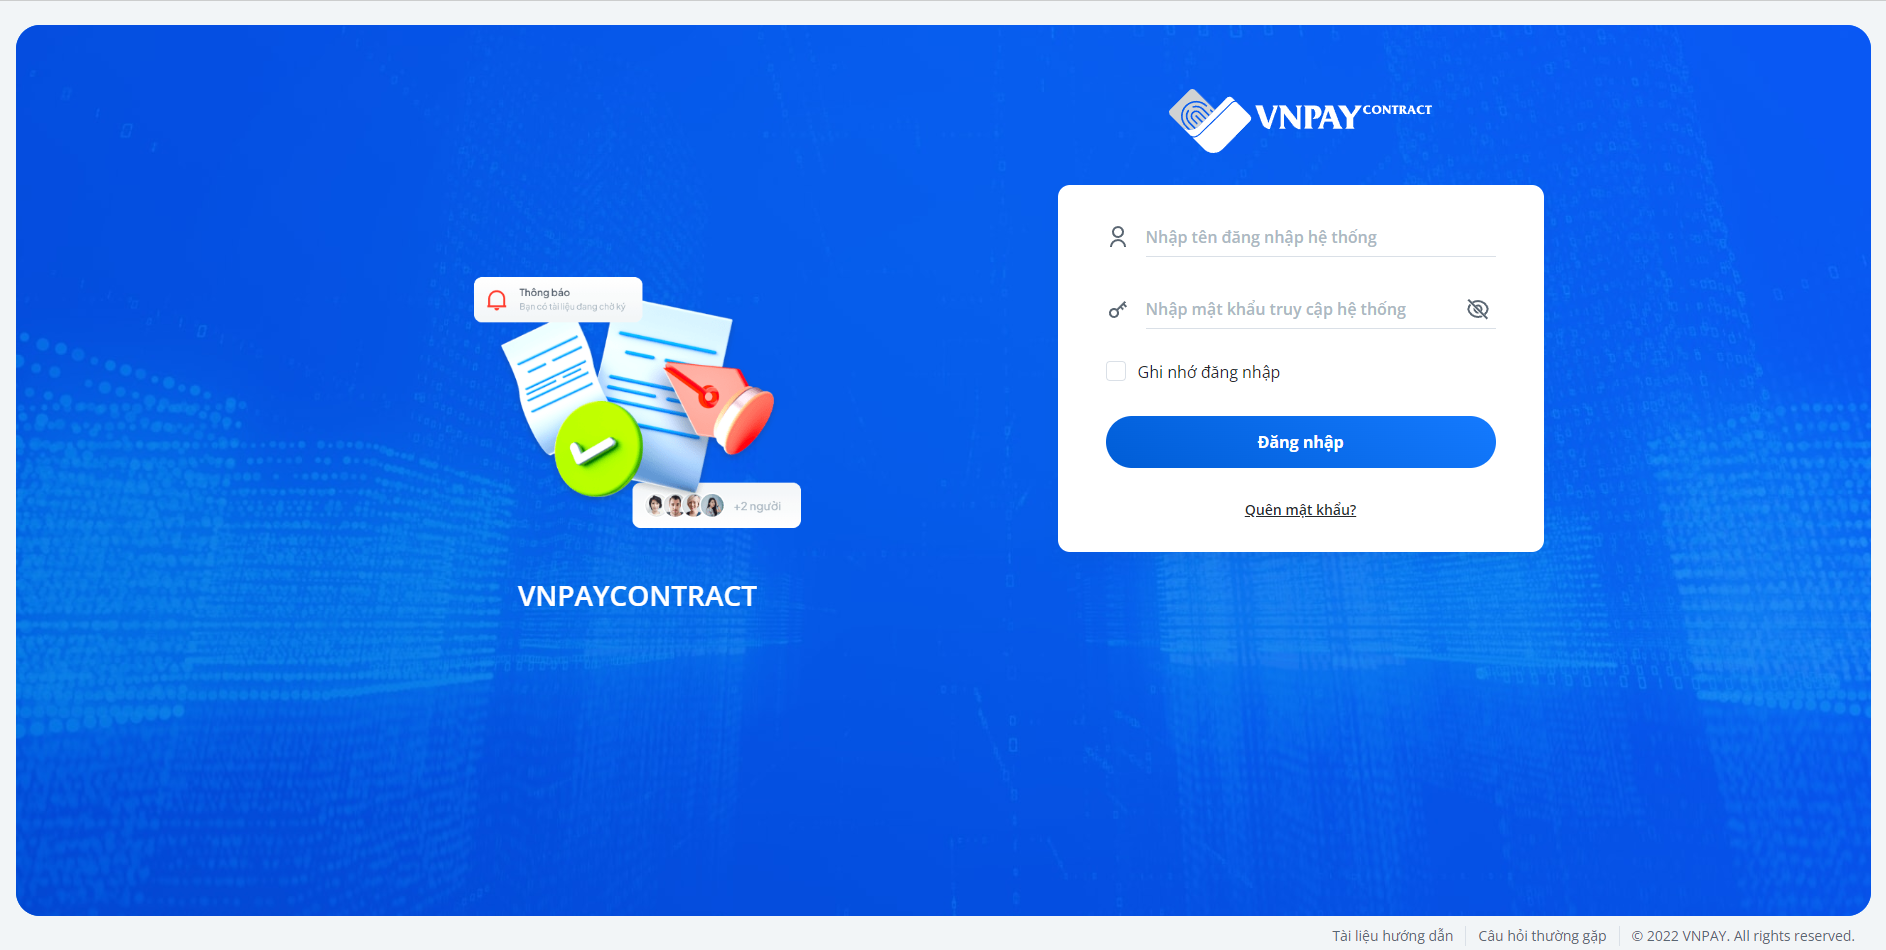 VNPAY CONTRACT
Nhập tên đăng nhập hệ thống
Nhập mật khẩu truy cập hệ thống
Ghi nhớ đăng nhập
Đăng nhập
Quên mật khẩu?
Thông báo
Bạn có tài liệu đang chờ ký
+2 người
VNPAYCONTRACT
Tài liệu hướng dẫn
Câu hỏi thường gặp
© 2022 VNPAY. All rights reserved.